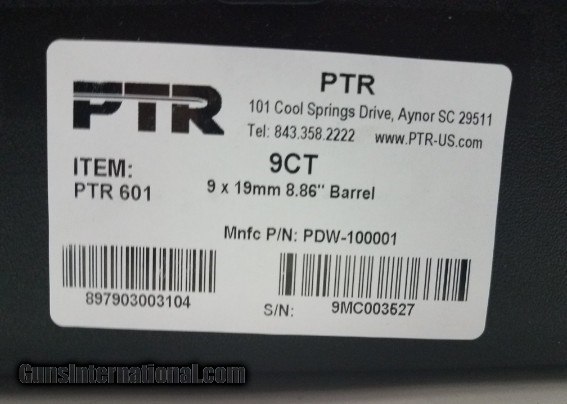 PTR
PTR
101 Cool Springs Drive, Aynor SC 29511
Tel: 843.358.2222 www.PTR-US.com
ITEM:
PTR 601
9CT
9 x 19mm 8.86" Barrel
Mnfc P/N: PDW-100001
897903003104
S/N: 9MC003527
GunsInternational.com